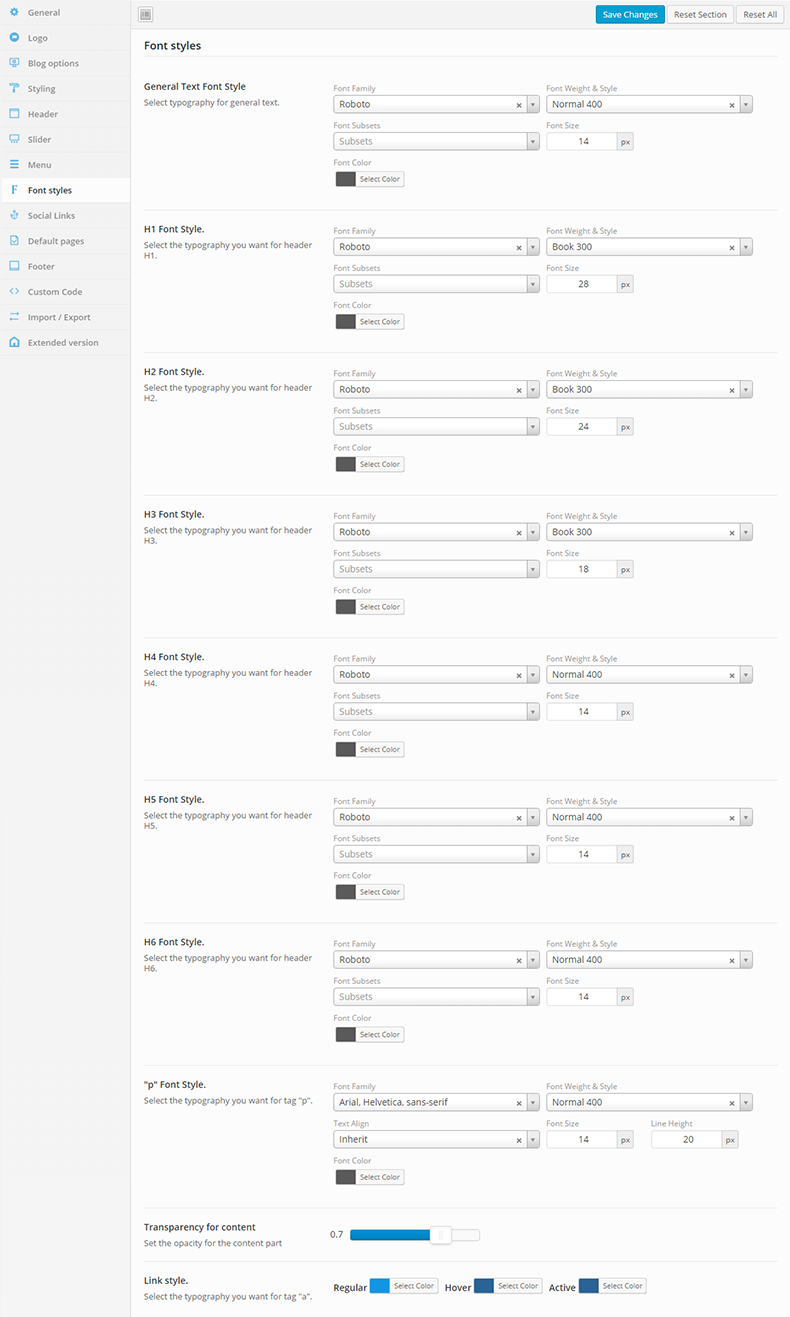 General
Logo
Blog options
Styling
Header
Slider
Menu
Font styles
Social Links
Default pages
Footer
Custom Code
Import / Export
Extended version
Save Changes Reset Section Reset All
Font styles
General Text Font Style
Select typography for general text.
Font Family Font Weight & Style
Roboto Normal 400
Font Subsets Font Size
Subsets 14 px
Font Color
Select Color
H1 Font Style.
Select the typography you want for header
H1.
Font Family Font Weight & Style
Roboto Book 300
Font Subsets Font Size
Subsets 28 px
Font Color
Select Color
H2 Font Style.
Select the typography you want for header
H2.
Font Family Font Weight & Style
Roboto Book 300
Font Subsets Font Size
Subsets 24 px
Font Color
Select Color
H3 Font Style.
Select the typography you want for header
H3.
Font Family Font Weight & Style
Roboto Book 300
Font Subsets Font Size
Subsets 18 px
Font Color
Select Color
H4 Font Style.
Select the typography you want for header
H4.
Font Family Font Weight & Style
Roboto Normal 400
Font Subsets Font Size
Subsets 14 px
Font Color
Select Color
H5 Font Style.
Select the typography you want for header
H5.
Font Family Font Weight & Style
Roboto Normal 400
Font Subsets Font Size
Subsets 14 px
Font Color
Select Color
H6 Font Style.
Select the typography you want for header
H6.
Font Family Font Weight & Style
Roboto Normal 400
Font Subsets Font Size
Subsets 14 px
Font Color
Select Color
"p" Font Style.
Select the typography you want for tag "p".
Font Family Font Weight & Style
Arial, Helvetica, sans-serif Normal 400
Text Align Font Size Line Height
Inherit 14 px 20 px
Font Color
Select Color
Transparency for content
Set the opacity for the content part
0.7
Link style.
Select the typography you want for tag "a".
Regular Select Color Hover Select Color Active Select Color